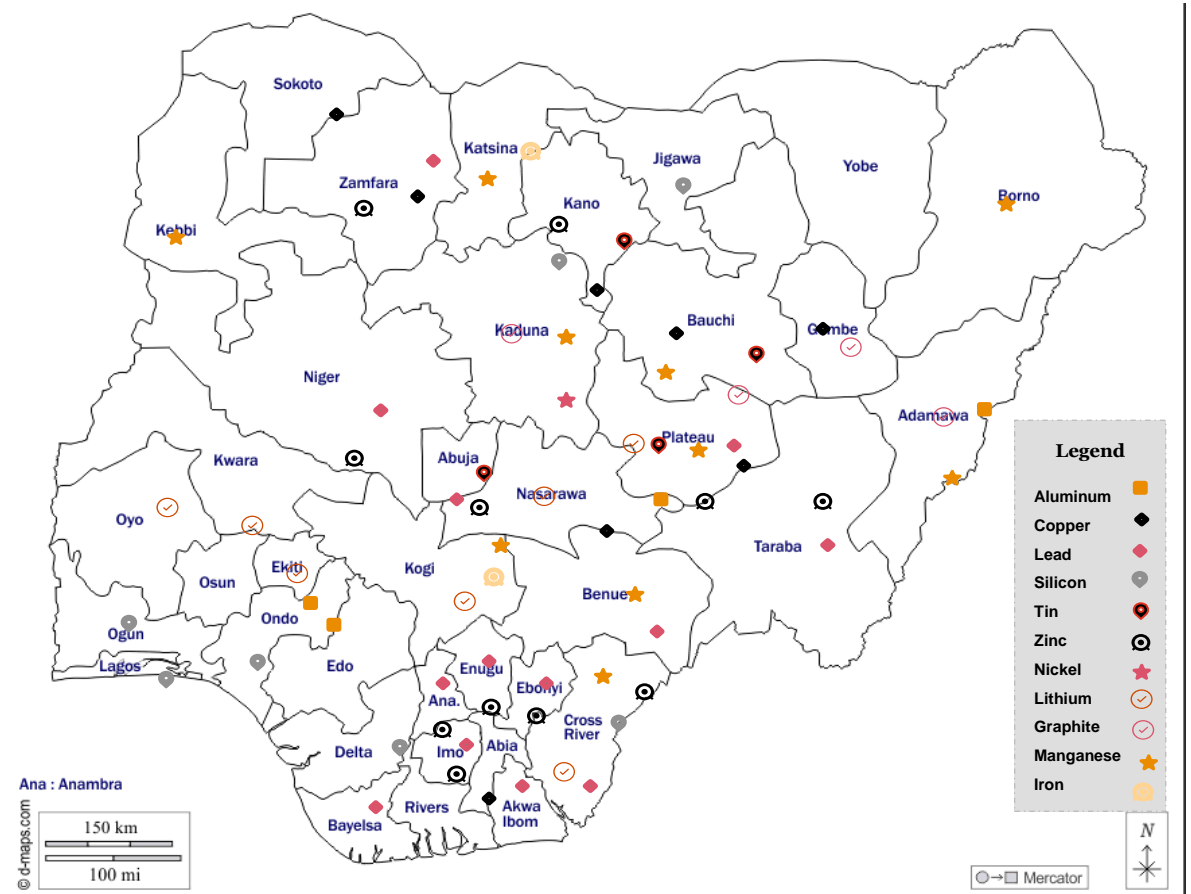 Sokoto
Katsina
Jigawa
Yobe
Zamfara
Kano
Borno
Kebbi
Bauchi
Gombe
Kaduna
Niger
Adamawa
Plateau
Abuja
Kwara
Nasarawa
Oyo
Taraba
Ekiti
Kogi
Osun
Benue
Ondo
Ogun
Lagos
Edo
Enugu
Ebonyi
Ana.
Cross
River
Delta
Imo
Abia
Rivers
Akwa
Ibom
Bayelsa
Legend
Aluminum
Copper
Lead
Silicon
Tin
Zinc
Nickel
Lithium
Graphite
Manganese
Iron
Ana : Anambra
© d-maps.com
150 km
100 mi
N
Mercator